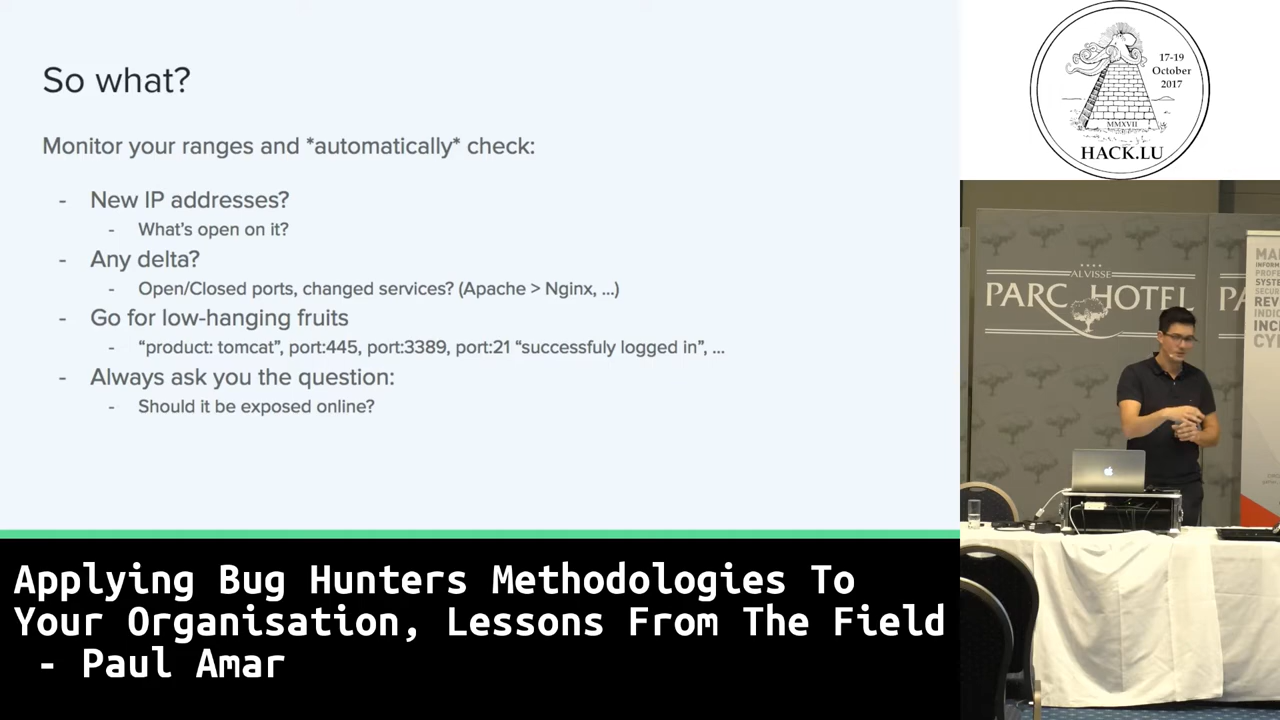 So what?
Monitor your ranges and *automatically* check:
- New IP addresses?
- What's open on it?
- Any delta?
- Open/Closed ports, changed services? (Apache > Nginx, ...)
- Go for low-hanging fruits
- "product: tomcat", port:445, port:3389, port:21 "successfuly logged in", ...
- Always ask you the question:
- Should it be exposed online?
17-19
October
2017
MMXVII
HACK.LU
ALVISSE
PARC HOTEL
PA
Applying Bug Hunters Methodologies To
Your Organisation, Lessons From The Field
- Paul Amar